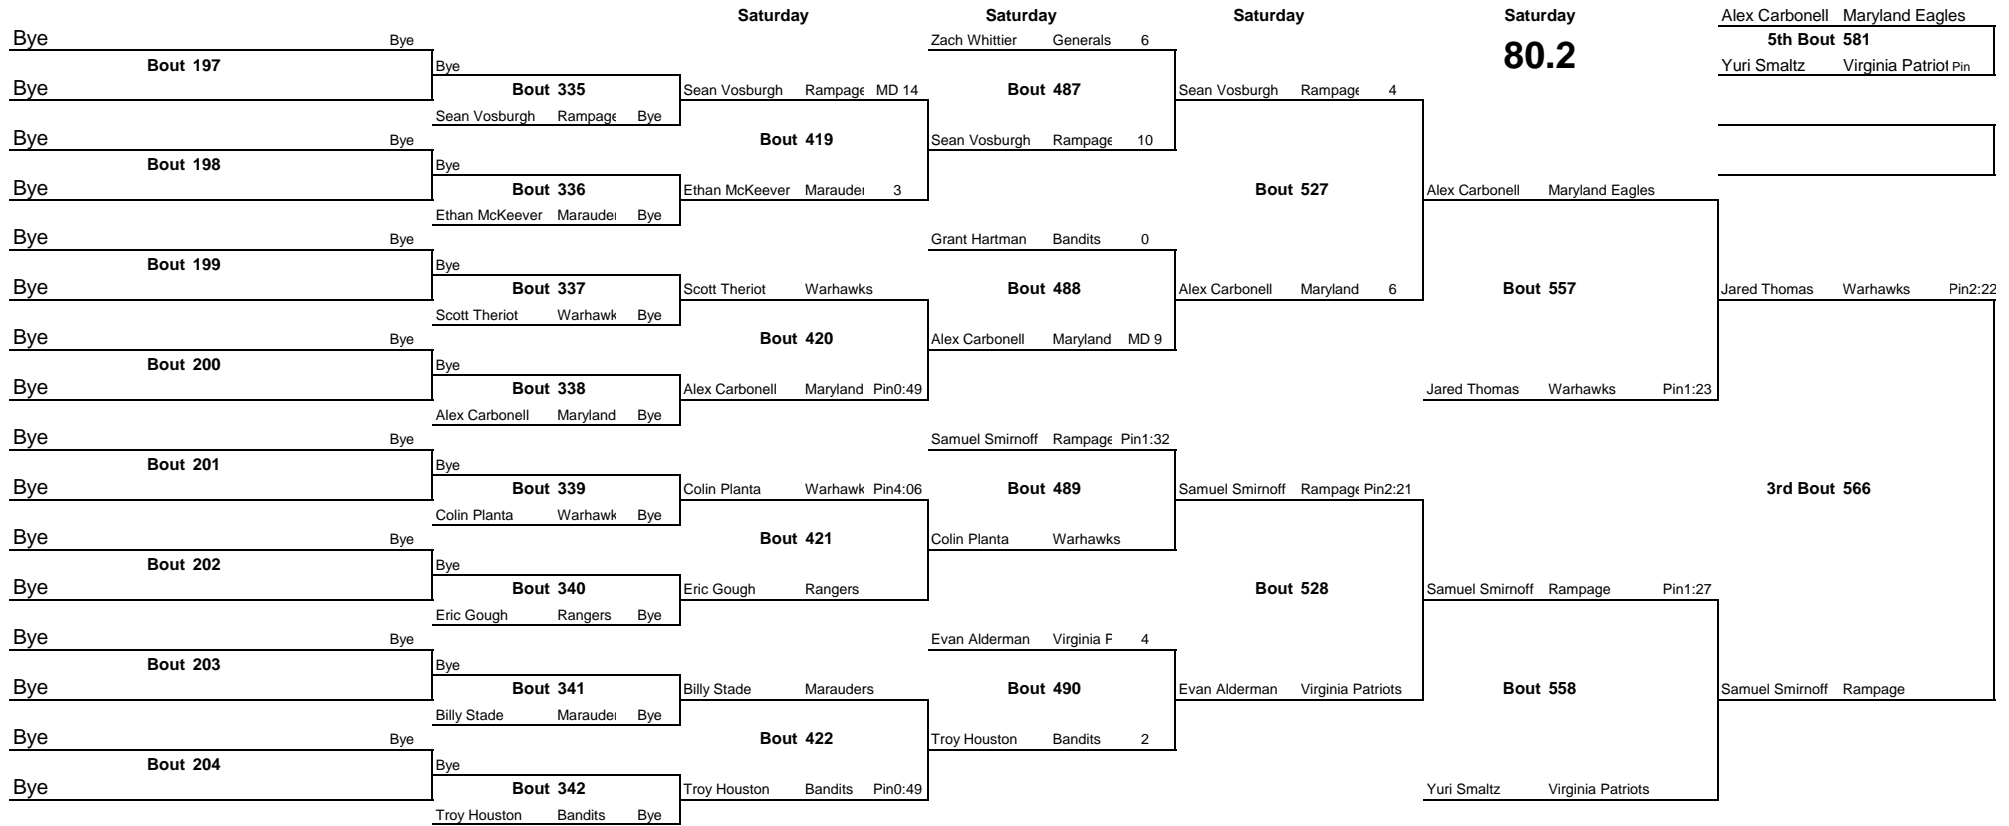 Saturday Saturday Saturday Saturday Alex Carbonell Maryland Eagles
Bye Bye Zach Whittier Generals 6 80.2 5th Bout 581
Bout 197 Bye Yuri Smaltz Virginia Patriot Pin
Bye Bout 335 Sean Vosburgh Rampage MD 14 Bout 487 Sean Vosburgh Rampage 4
Sean Vosburgh Rampage Bye
Bye Bye Bout 419 Sean Vosburgh Rampage 10
Bout 198 Bye
Bye Bout 336 Ethan McKeever Marauder 3 Bout 527 Alex Carbonell Maryland Eagles
Ethan McKeever Marauder Bye
Bye Bye Grant Hartman Bandits 0
Bout 199 Bye
Bye Bout 337 Scott Theriot Warhawks Bout 488 Alex Carbonell Maryland 6 Bout 557 Jared Thomas Warhawks Pin2:22
Scott Theriot Warhawk Bye
Bye Bye Bout 420 Alex Carbonell Maryland MD 9
Bout 200 Bye
Bye Bout 338 Alex Carbonell Maryland Pin0:49 Jared Thomas Warhawks Pin1:23
Alex Carbonell Maryland Bye
Bye Bye Samuel Smirnoff Rampage Pin1:32
Bout 201 Bye
Bye Bout 339 Colin Planta Warhawk Pin4:06 Bout 489 Samuel Smirnoff Rampage Pin2:21 3rd Bout 566
Colin Planta Warhawk Bye
Bye Bye Bout 421 Colin Planta Warhawks
Bout 202 Bye
Bye Bout 340 Eric Gough Rangers Bout 528 Samuel Smirnoff Rampage Pin1:27
Eric Gough Rangers Bye
Bye Bye Evan Alderman Virginia P 4
Bout 203 Bye
Bye Bout 341 Billy Stade Marauders Bout 490 Evan Alderman Virginia Patriots Bout 558 Samuel Smirnoff Rampage
Billy Stade Marauder Bye
Bye Bye Bout 422 Troy Houston Bandits 2
Bout 204 Bye
Bye Bout 342 Troy Houston Bandits Pin0:49 Yuri Smaltz Virginia Patriots
Troy Houston Bandits Bye